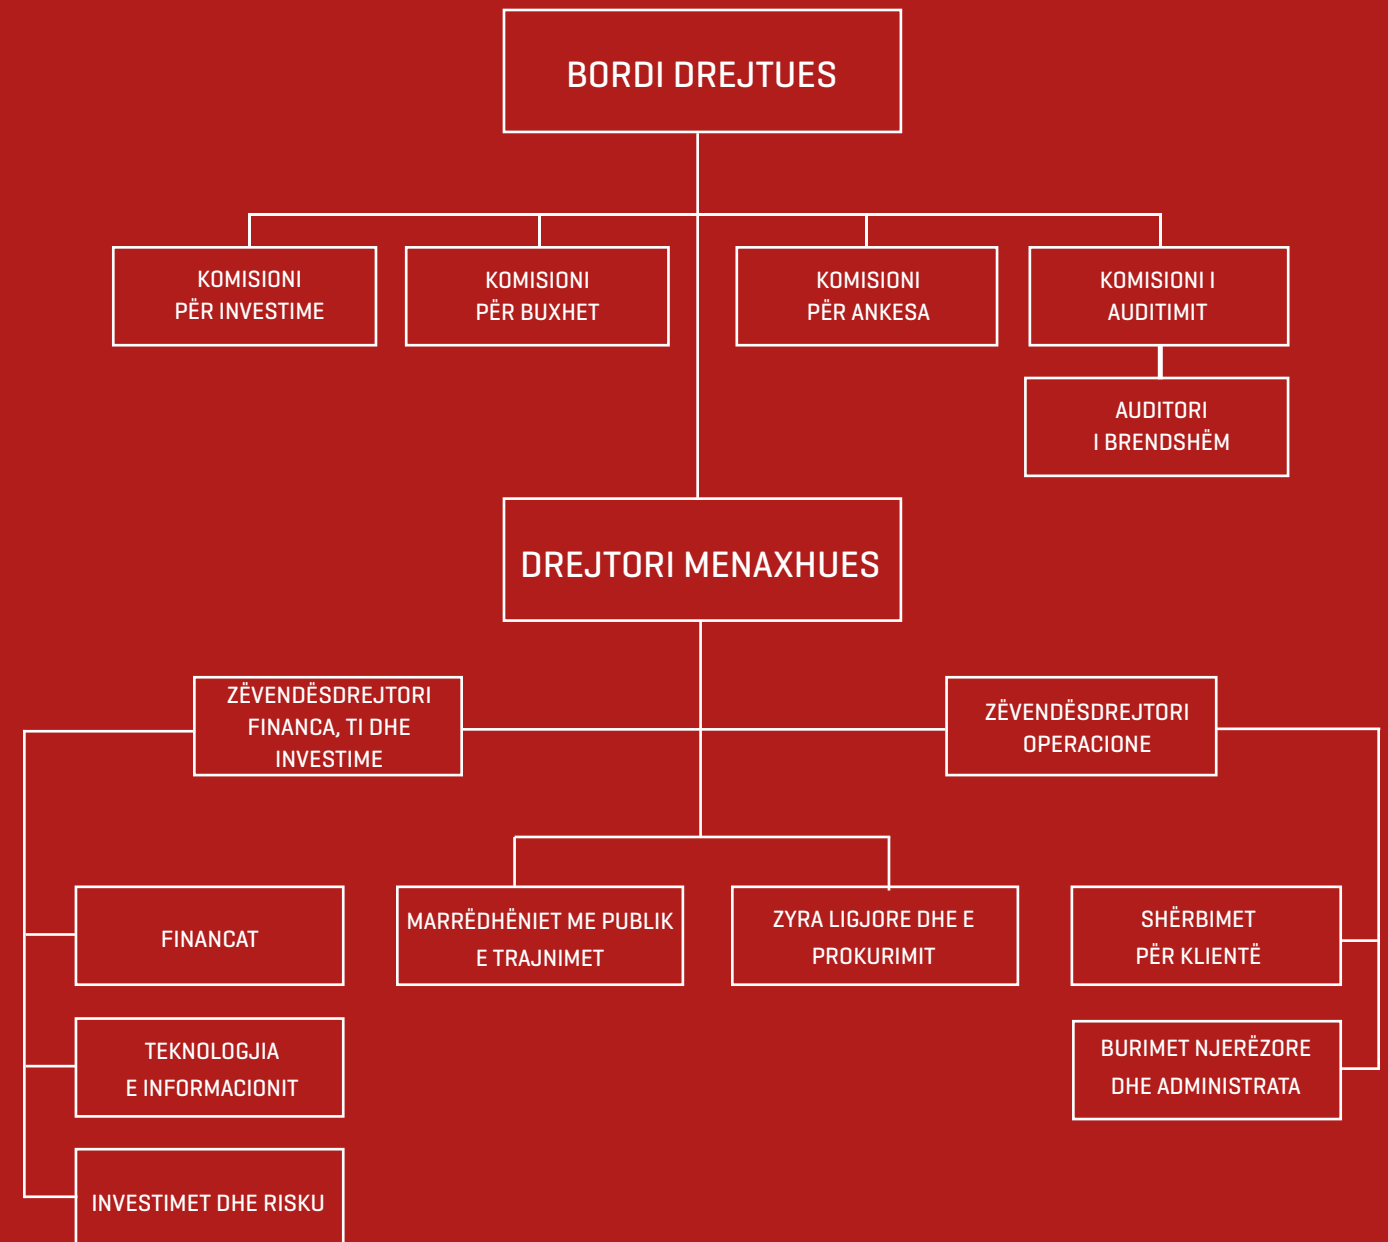 BORDI DREJTUES
KOMISIONI
PËR INVESTIME
KOMISIONI
PËR BUXHET
KOMISIONI
PËR ANKESA
KOMISIONI I
AUDITIMIT
AUDITORI
I BRENDSHËM
DREJTORI MENAXHUES
ZËVENDËSDREJTORI
FINANCA, TI DHE
INVESTIME
ZËVENDËSDREJTORI
OPERACIONE
FINANCAT
MARRËDHËNIET ME PUBLIK
E TRAJNIMET
ZYRA LIGJORE DHE E
PROKURIMIT
SHËRBIMET
PËR KLIENTË
TEKNOLOGJIA
E INFORMACIONIT
BURIMET NJERËZORE
DHE ADMINISTRATA
INVESTIMET DHE RISKU